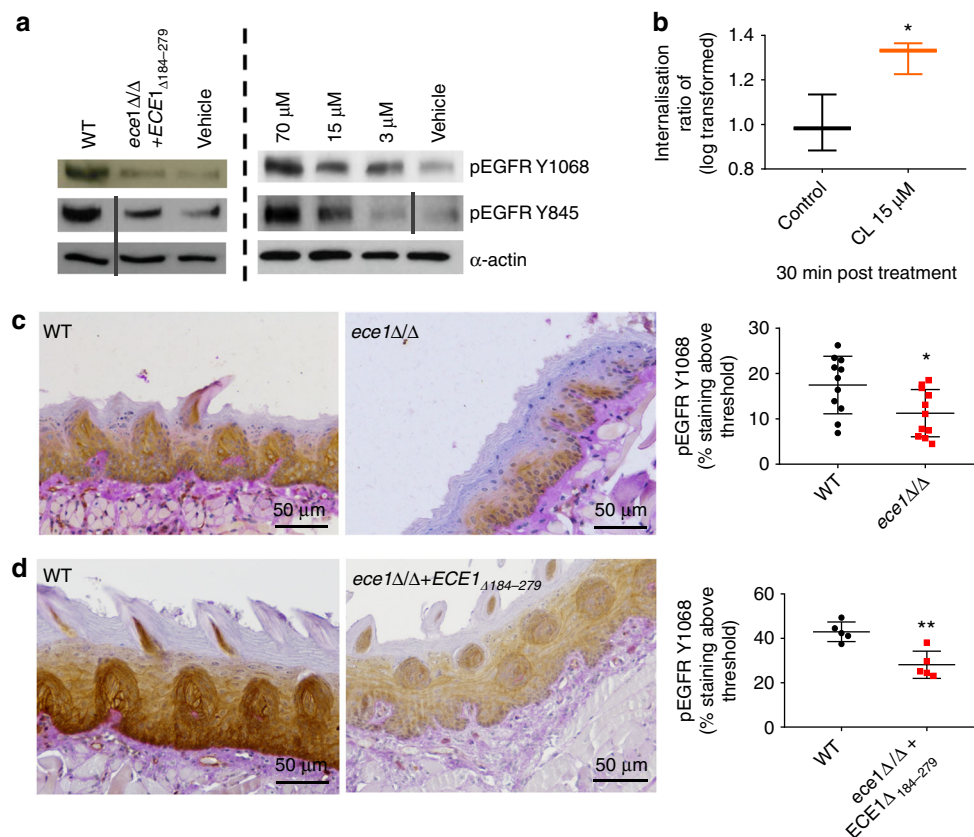 a
WT
ece1Δ/Δ
+ECE1Δ184–279
Vehicle
70 µM
15 µM
3 µM
Vehicle
pEGFR Y1068
pEGFR Y845
α-actin
b
Internalisation
ratio of
(log transformed)
1.4
1.2
1.0
0.8
*
Control
CL 15 µM
30 min post treatment
c
WT
50 µm
ece1Δ/Δ
50 µm
pEGFR Y1068
(% staining above
threshold)
30
20
10
0
*
WT
ece1Δ/Δ
d
WT
50 µm
ece1Δ/Δ+ECE1Δ184–279
50 µm
pEGFR Y1068
(% staining above
threshold)
60
40
20
0
**
WT
ece1Δ/Δ +
ECE1Δ 184–279